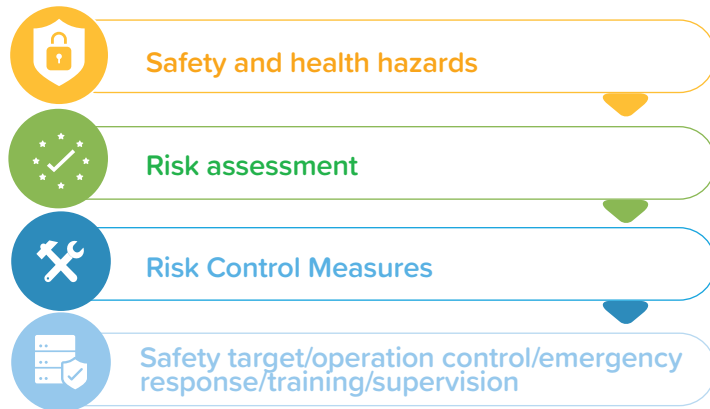 Safety and health hazards
Risk assessment
Risk Control Measures
Safety target/operation control/emergency
response/training/supervision